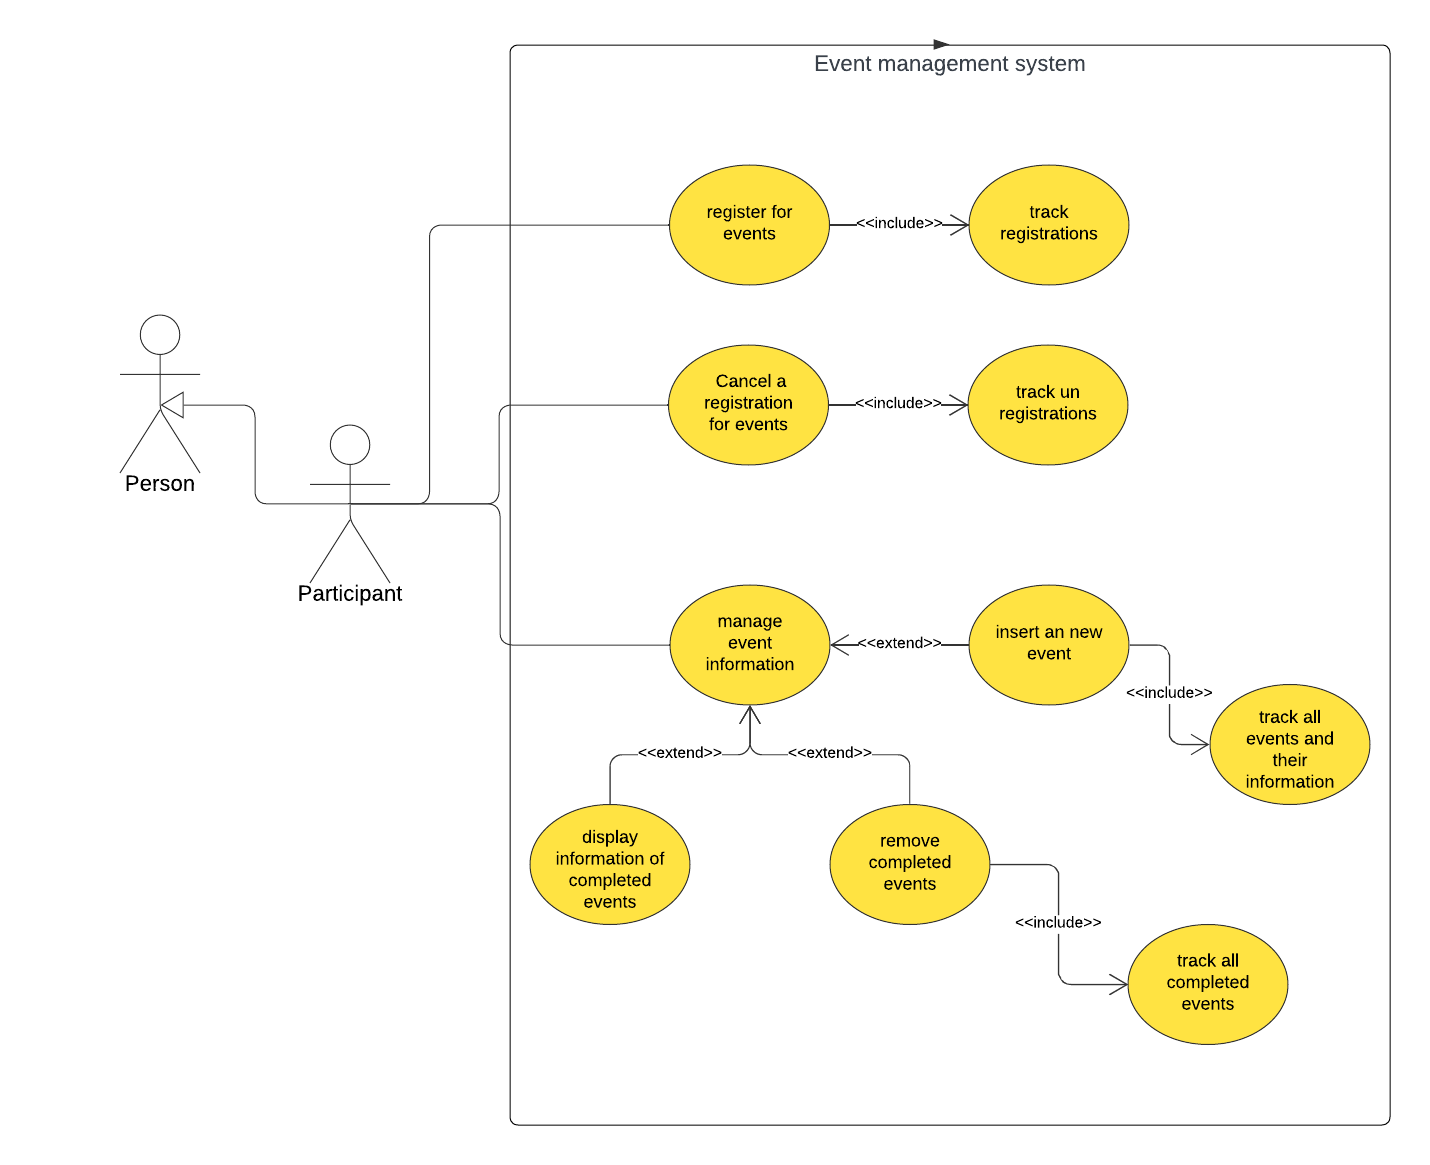 Event management system
register for
events
<<include>>
track
registrations
Cancel a
registration
for events
<<include>>
track un
registrations
Person
Participant
manage
event
information
<<extend>>
insert an new
event
<<include>>
track all
events and
their
information
<<extend>>
<<extend>>
display
information of
completed
events
remove
completed
events
<<include>>
track all
completed
events